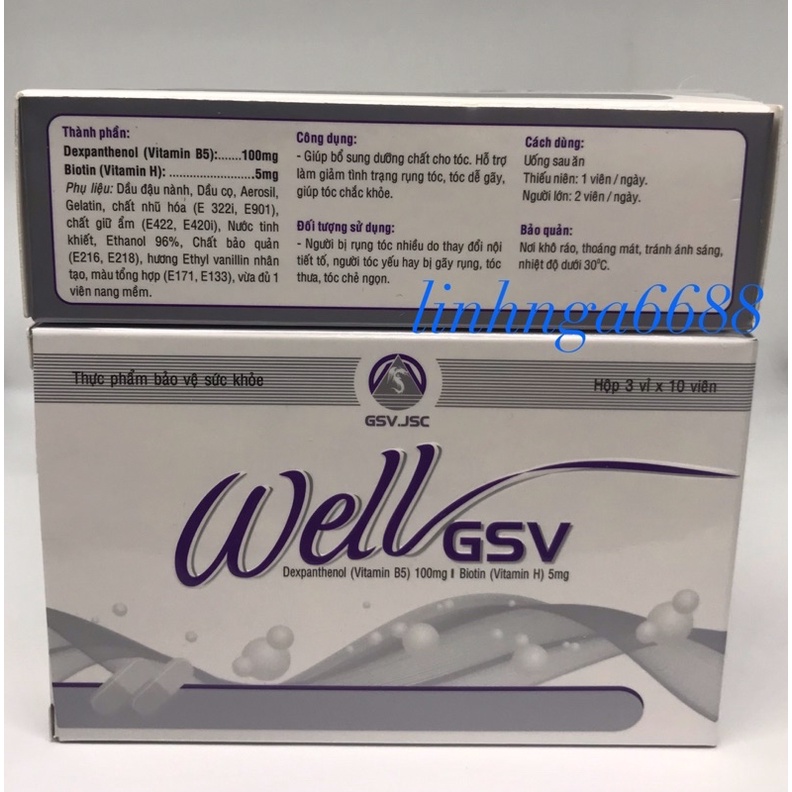 Thành phần:
Dexpanthenol (Vitamin B5):.......100mg
Biotin (Vitamin H): ........................5mg
Phụ liệu: Dầu đậu nành, Dầu cọ, Aerosil,
Gelatin, chất nhũ hóa (E 322i, E901),
chất giữ ẩm (E422, E420i), Nước tinh
khiết, Ethanol 96%, Chất bảo quản
(E216, E218), hương Ethyl vanillin nhân
tạo, màu tổng hợp (E171, E133), vừa đủ 1
viên nang mềm.
Công dụng:
- Giúp bổ sung dưỡng chất cho tóc. Hỗ trợ
làm giảm tình trạng rụng tóc, tóc dễ gãy,
giúp tóc chắc khỏe.
Đối tượng sử dụng:
- Người bị rụng tóc nhiều do thay đổi nội
tiết tố, người tóc yếu hay bị gãy rụng, tóc
thưa, tóc chẻ ngọn.
Cách dùng:
Uống sau ăn
Thiếu niên: 1 viên / ngày.
Người lớn: 2 viên / ngày.
Bảo quản:
Nơi khô ráo, thoáng mát, tránh ánh sáng,
nhiệt độ dưới 30°C.
linhnga6688
Thực phẩm bảo vệ sức khỏe
GSV.JSC
Hộp 3 vỉ x 10 viên
Well GSV
Dexpanthenol (Vitamin B5) 100mg I Biotin (Vitamin H) 5mg